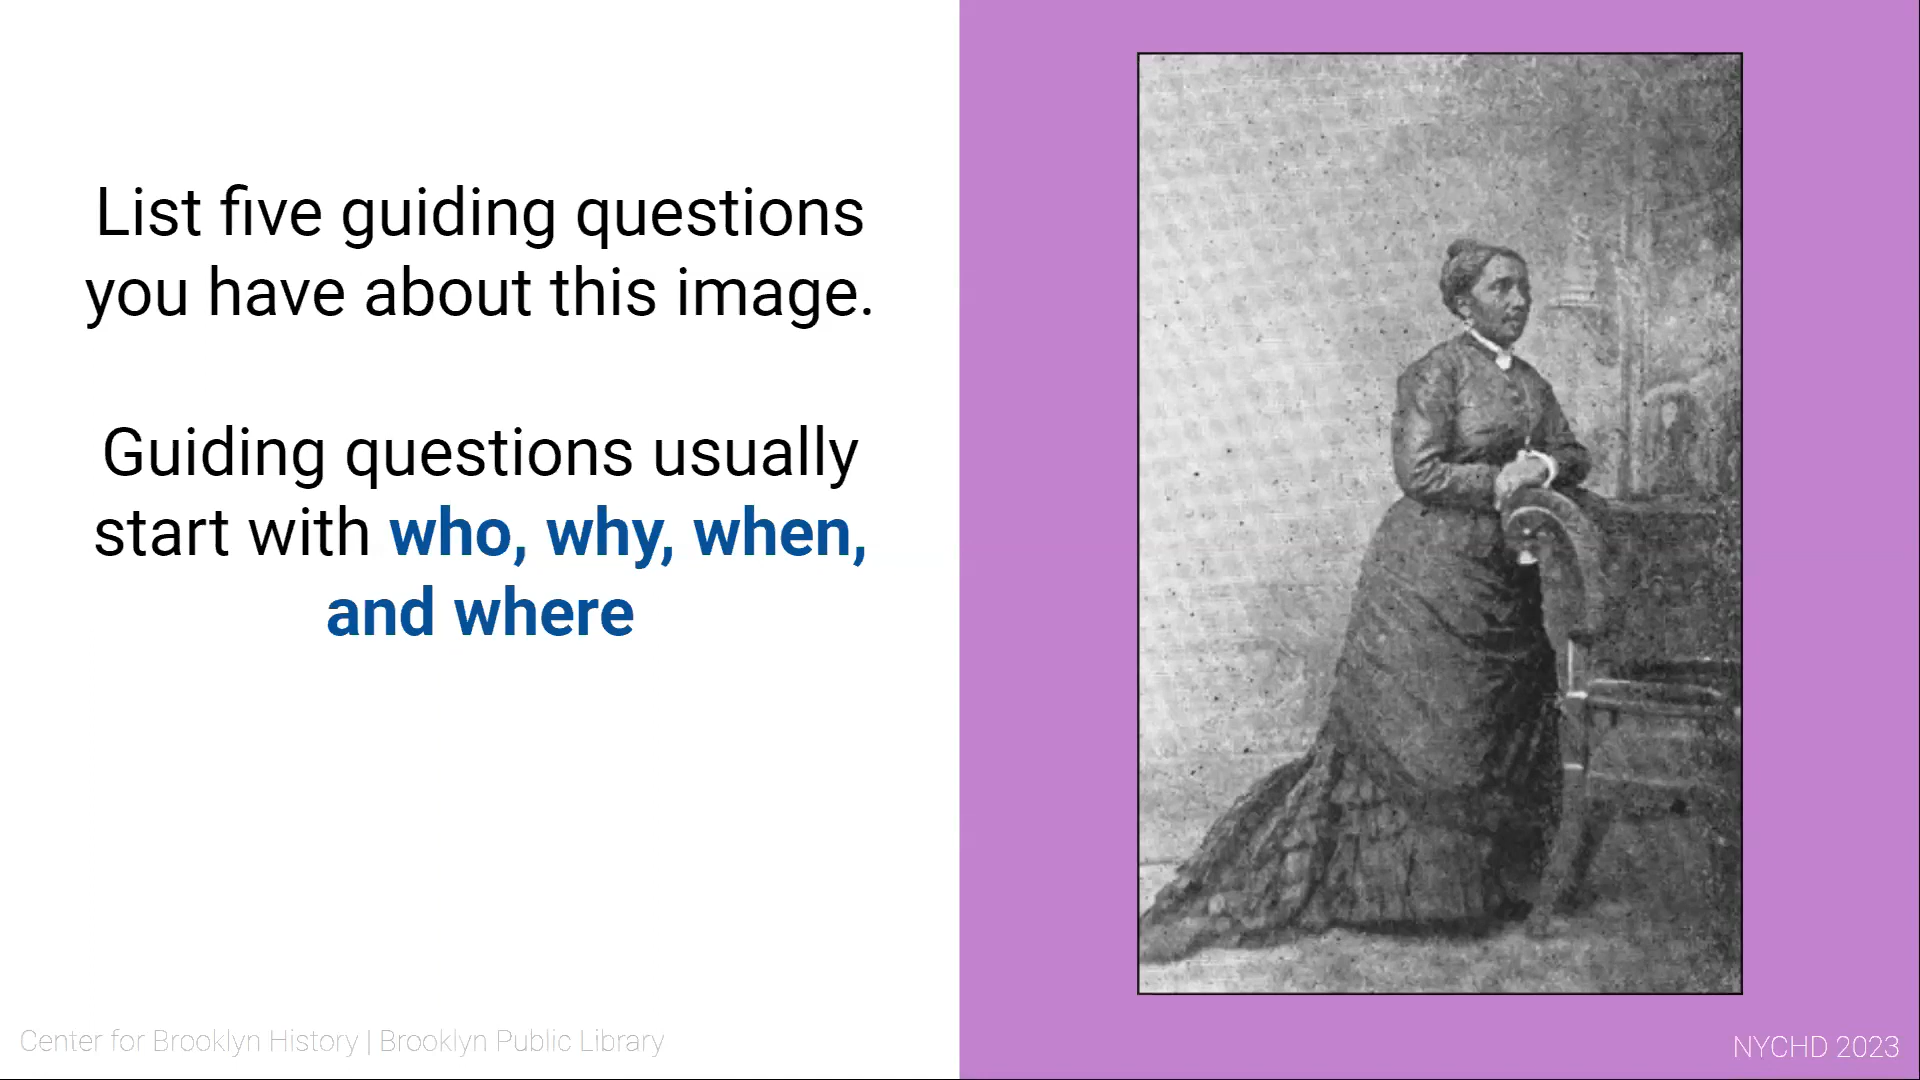 List five guiding questions
you have about this image.
Guiding questions usually
start with who, why, when,
and where
Center for Brooklyn History | Brooklyn Public Library
NYCHD 2023